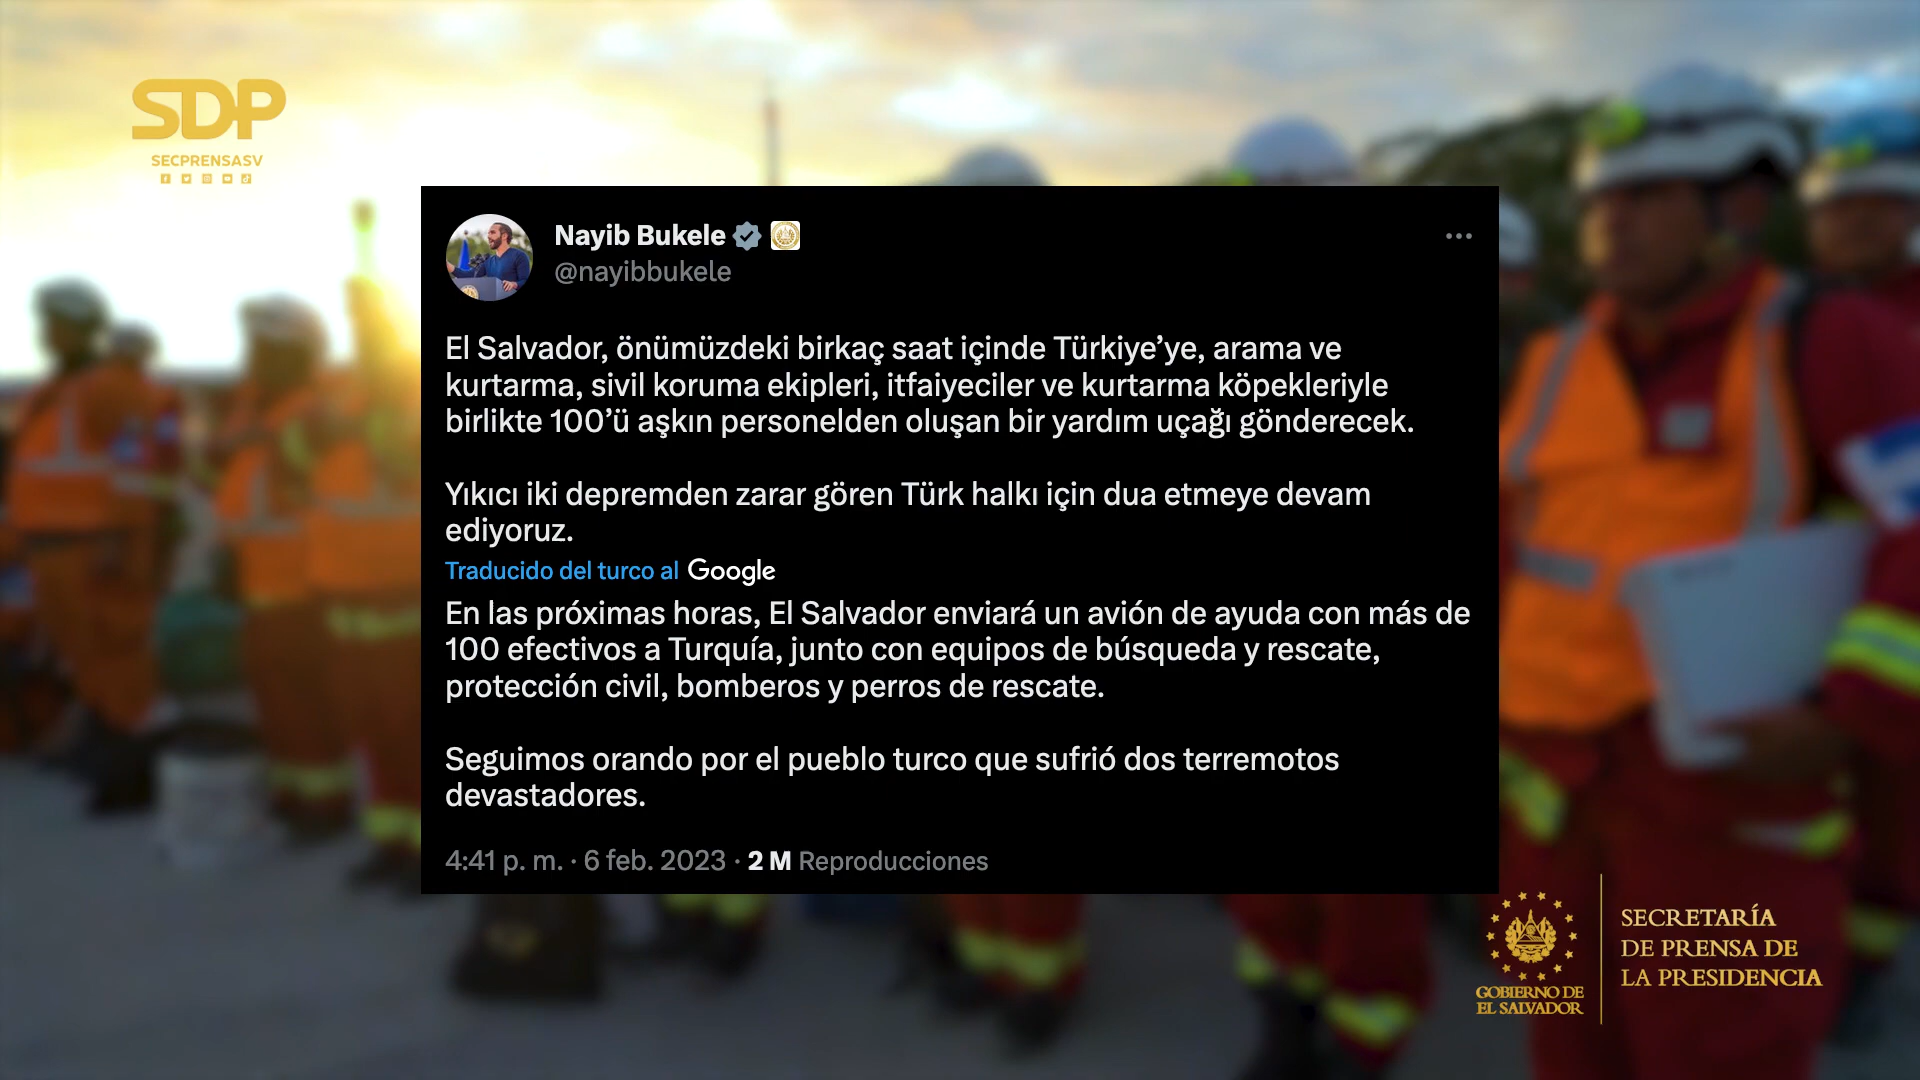 SDP
SECPRENSASV
Nayib Bukele
@nayibbukele
El Salvador, önümüzdeki birkaç saat içinde Türkiye’ye, arama ve
kurtarma, sivil koruma ekipleri, itfaiyeciler ve kurtarma köpekleriyle
birlikte 100’ü aşkın personelden oluşan bir yardım uçağı gönderecek.
Yıkıcı iki depremden zarar gören Türk halkı için dua etmeye devam
ediyoruz.
Traducido del turco al Google
En las próximas horas, El Salvador enviará un avión de ayuda con más de
100 efectivos a Turquía, junto con equipos de búsqueda y rescate,
protección civil, bomberos y perros de rescate.
Seguimos orando por el pueblo turco que sufrió dos terremotos
devastadores.
4:41 p. m. · 6 feb. 2023 · 2 M Reproducciones
GOBIERNO DE
EL SALVADOR
SECRETARÍA
DE PRENSA DE
LA PRESIDENCIA